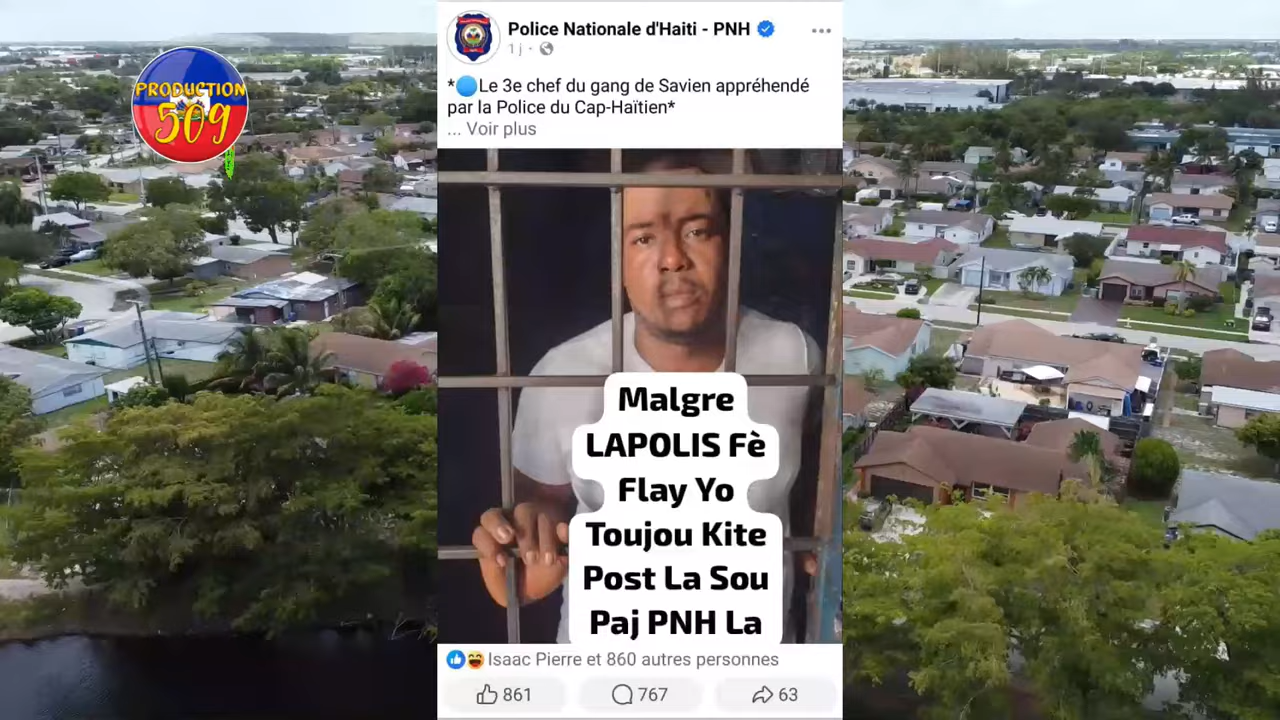 PRODUCTION
509
Police Nationale d'Haiti - PNH
1 j ·
*🔵Le 3e chef du gang de Savien appréhendé
par la Police du Cap-Haïtien*
... Voir plus
Malgre
LAPOLIS Fè
Flay Yo
Toujou Kite
Post La Sou
Paj PNH La
Isaac Pierre et 860 autres personnes
861
767
63